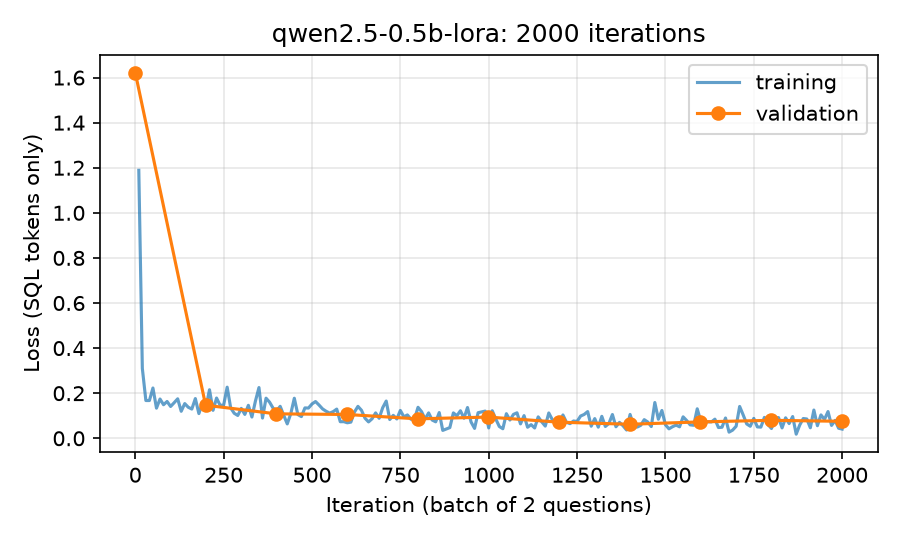 qwen2.5-0.5b-lora: 2000 iterations
training
validation
Loss (SQL tokens only)
1.6
1.4
1.2
1.0
0.8
0.6
0.4
0.2
0.0
0 250 500 750 1000 1250 1500 1750 2000
Iteration (batch of 2 questions)